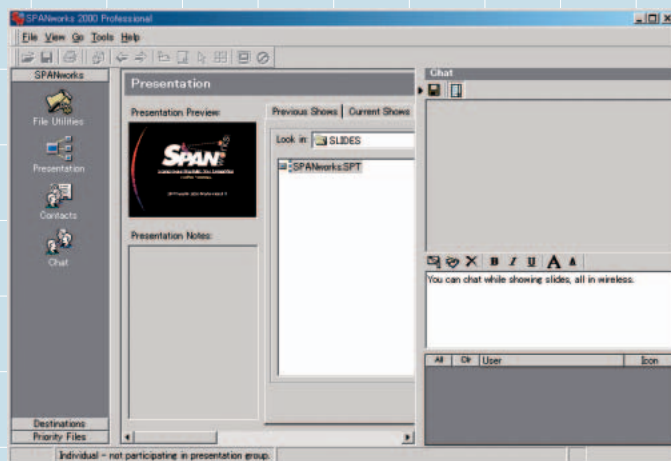 SPANworks 2000 Professional
File View Go Tools Help
SPANworks
File Utilities
Presentation
Contacts
Chat
Destinations
Priority Files
Presentation
Presentation Preview:
SPAN
Presentation Notes:
Previous Shows
Current Shows
Look in: SLIDES
SPANworks.SPT
Chat
B I U A A
You can chat while showing slides, all in wireless.
All Clr User Icon
Individual - not participating in presentation group.